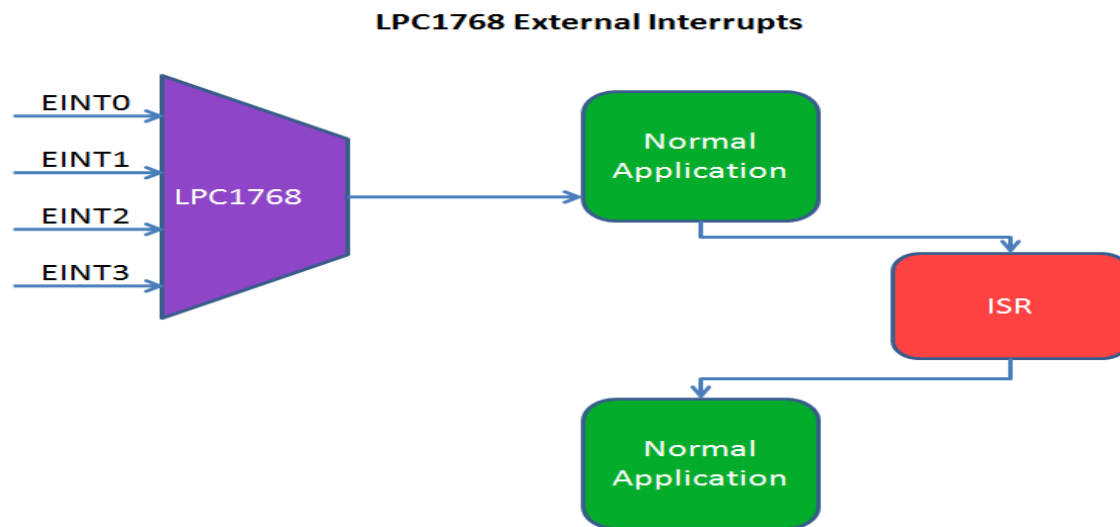 LPC1768 External Interrupts
EINT0
EINT1
EINT2
EINT3
LPC1768
Normal
Application
ISR
Normal
Application